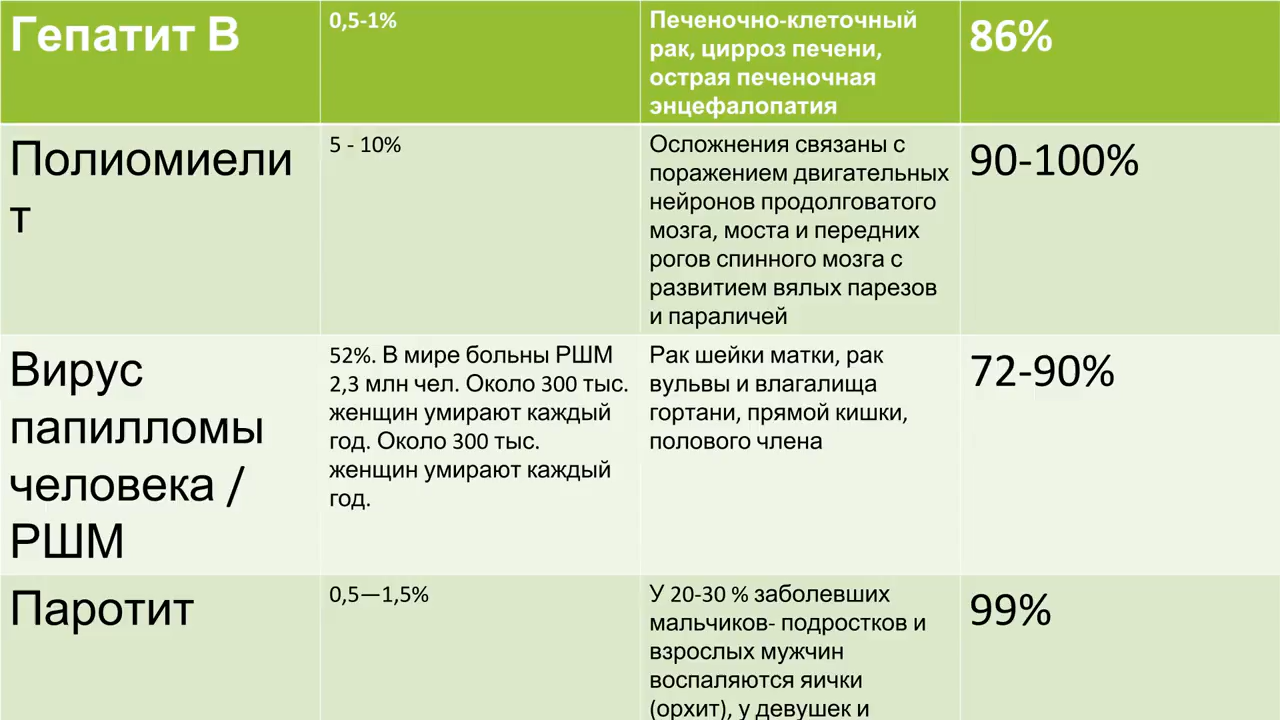 Гепатит В
0,5-1%
Печеночно-клеточный
рак, цирроз печени,
острая печеночная
энцефалопатия
86%
Полиомиели
т
5 - 10%
Осложнения связаны с
поражением двигательных
нейронов продолговатого
мозга, моста и передних
рогов спинного мозга с
развитием вялых парезов
и параличей
90-100%
Вирус
папилломы
человека /
РШМ
52%. В мире больны РШМ
2,3 млн чел. Около 300 тыс.
женщин умирают каждый
год. Около 300 тыс.
женщин умирают каждый
год.
Рак шейки матки, рак
вульвы и влагалища
гортани, прямой кишки,
полового члена
72-90%
Паротит
0,5—1,5%
У 20-30 % заболевших
мальчиков- подростков и
взрослых мужчин
воспаляются яички
(орхит), у девушек и
99%